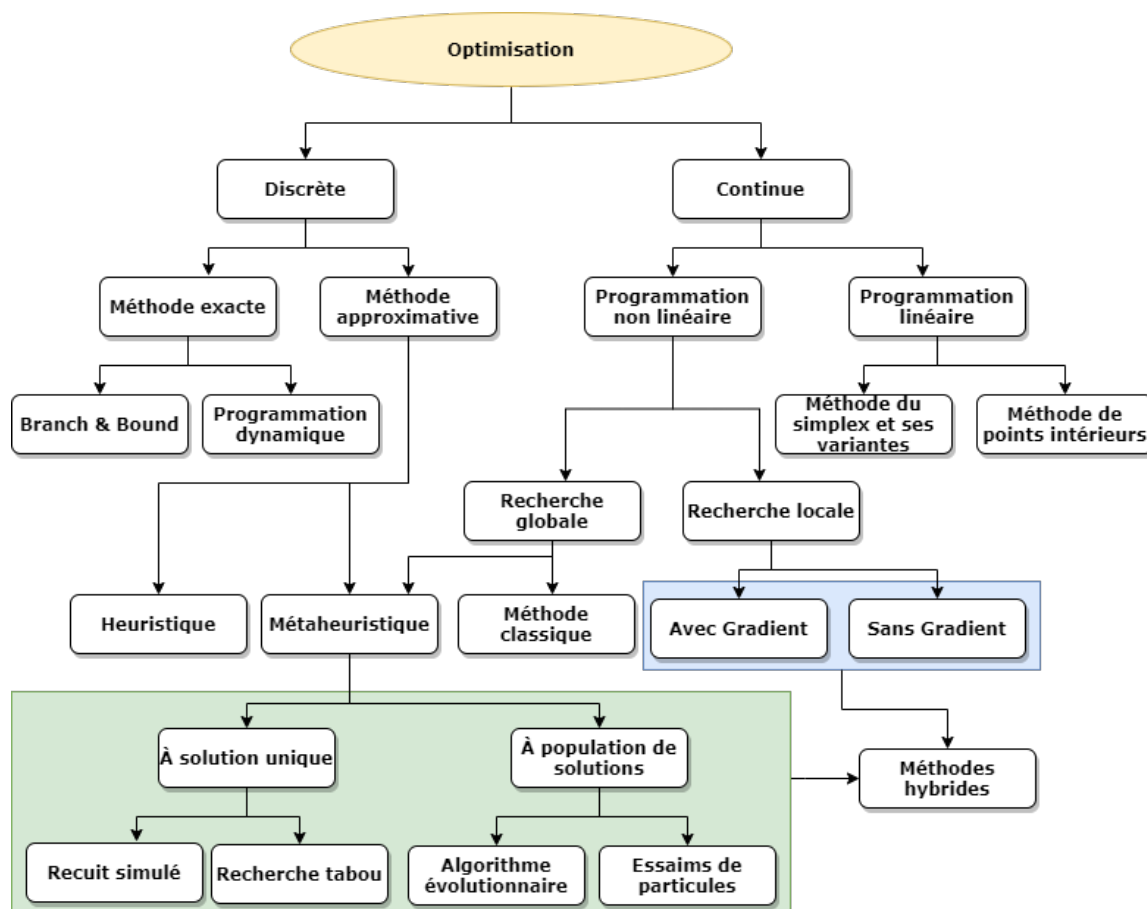 Optimisation
Discrète
Continue
Méthode exacte
Méthode
approximative
Programmation
non linéaire
Programmation
linéaire
Branch & Bound
Programmation
dynamique
Méthode du
simplex et ses
variantes
Méthode de
points intérieurs
Recherche
globale
Recherche locale
Heuristique
Métaheuristique
Méthode
classique
Avec Gradient
Sans Gradient
À solution unique
À population de
solutions
Méthodes
hybrides
Recuit simulé
Recherche tabou
Algorithme
évolutionnaire
Essaims de
particules